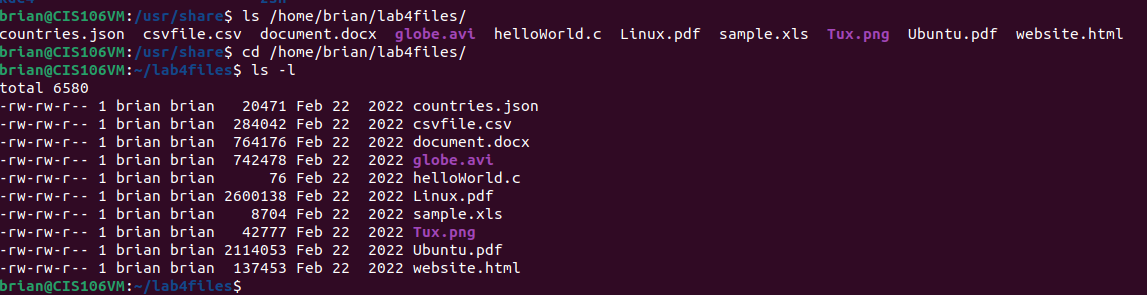 brian@CIS106VM:/usr/share$ ls /home/brian/lab4files/
countries.json  csvfile.csv  document.docx  globe.avi  helloWorld.c  Linux.pdf  sample.xls  Tux.png  Ubuntu.pdf  website.html
brian@CIS106VM:/usr/share$ cd /home/brian/lab4files/
brian@CIS106VM:~/lab4files$ ls -l
total 6580
-rw-rw-r-- 1 brian brian   20471 Feb 22  2022 countries.json
-rw-rw-r-- 1 brian brian  284042 Feb 22  2022 csvfile.csv
-rw-rw-r-- 1 brian brian  764176 Feb 22  2022 document.docx
-rw-rw-r-- 1 brian brian  742478 Feb 22  2022 globe.avi
-rw-rw-r-- 1 brian brian      76 Feb 22  2022 helloWorld.c
-rw-rw-r-- 1 brian brian 2600138 Feb 22  2022 Linux.pdf
-rw-rw-r-- 1 brian brian    8704 Feb 22  2022 sample.xls
-rw-rw-r-- 1 brian brian   42777 Feb 22  2022 Tux.png
-rw-rw-r-- 1 brian brian 2114053 Feb 22  2022 Ubuntu.pdf
-rw-rw-r-- 1 brian brian  137453 Feb 22  2022 website.html
brian@CIS106VM:~/lab4files$